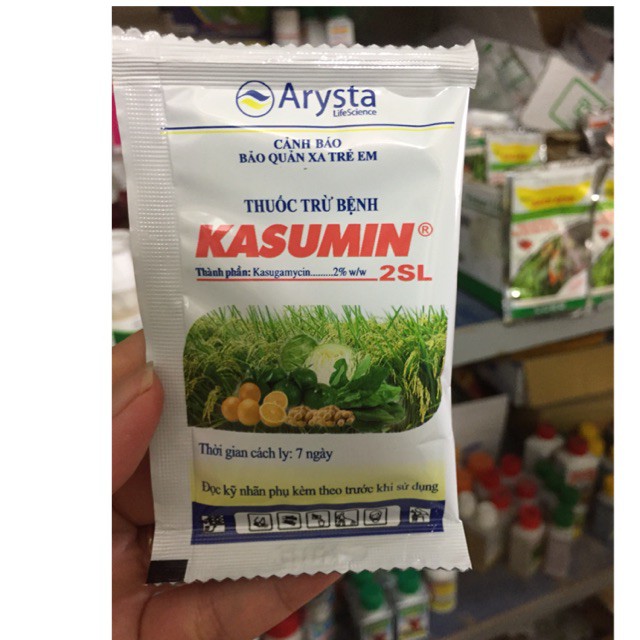 Arysta
LifeScience
CẢNH BÁO
BẢO QUẢN XA TRẺ EM
THUỐC TRỪ BỆNH
KASUMIN®
Thành phần: Kasugamycin.........2% w/w 2SL
Thời gian cách ly: 7 ngày
Đọc kỹ nhãn phụ kèm theo trước khi sử dụng